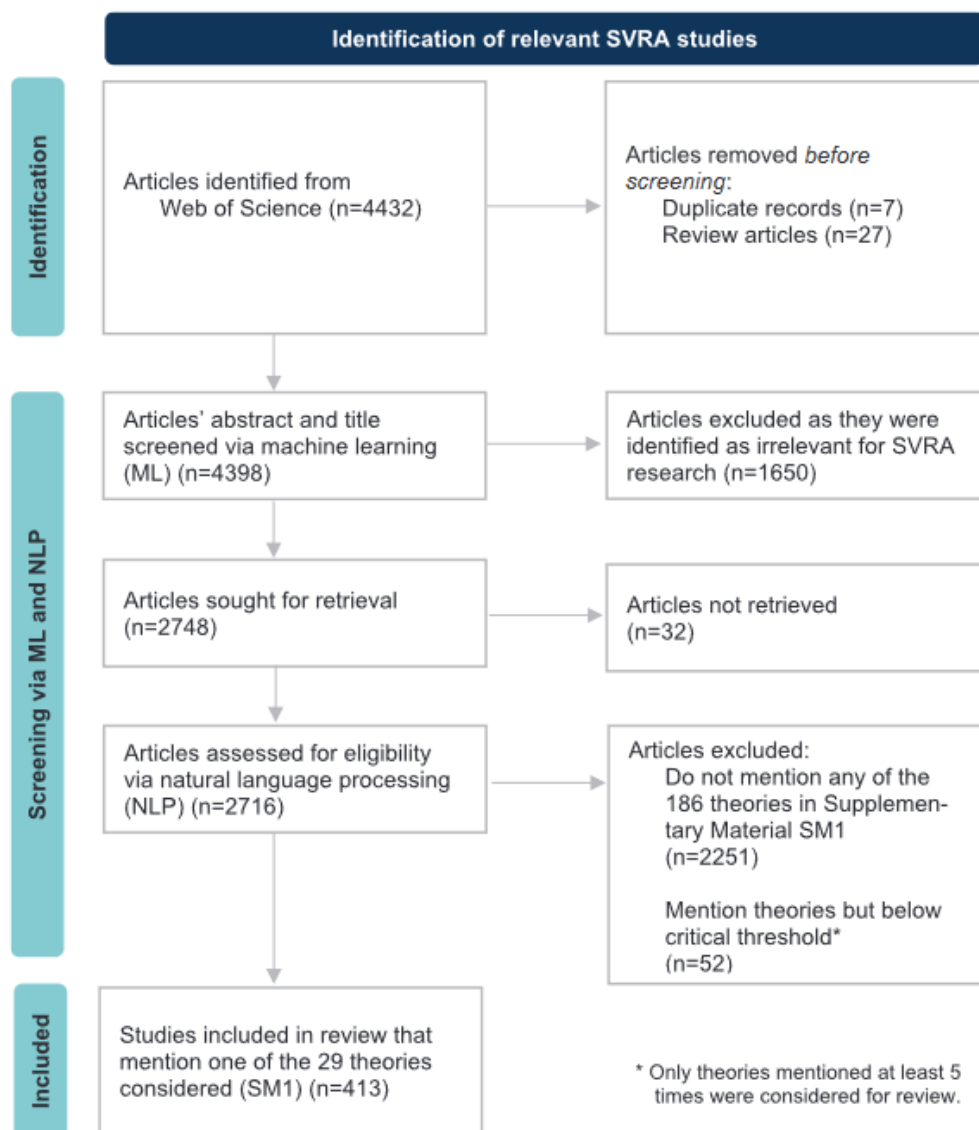 Identification of relevant SVRA studies
Identification
Articles identified from
Web of Science (n=4432)
Articles removed before
screening:
Duplicate records (n=7)
Review articles (n=27)
Screening via ML and NLP
Articles' abstract and title
screened via machine learning
(ML) (n=4398)
Articles excluded as they were
identified as irrelevant for SVRA
research (n=1650)
Articles sought for retrieval
(n=2748)
Articles not retrieved
(n=32)
Articles assessed for eligibility
via natural language processing
(NLP) (n=2716)
Articles excluded:
Do not mention any of the
186 theories in Supplemen-
tary Material SM1
(n=2251)
Mention theories but below
critical threshold*
(n=52)
Included
Studies included in review that
mention one of the 29 theories
considered (SM1) (n=413)
* Only theories mentioned at least 5
times were considered for review.